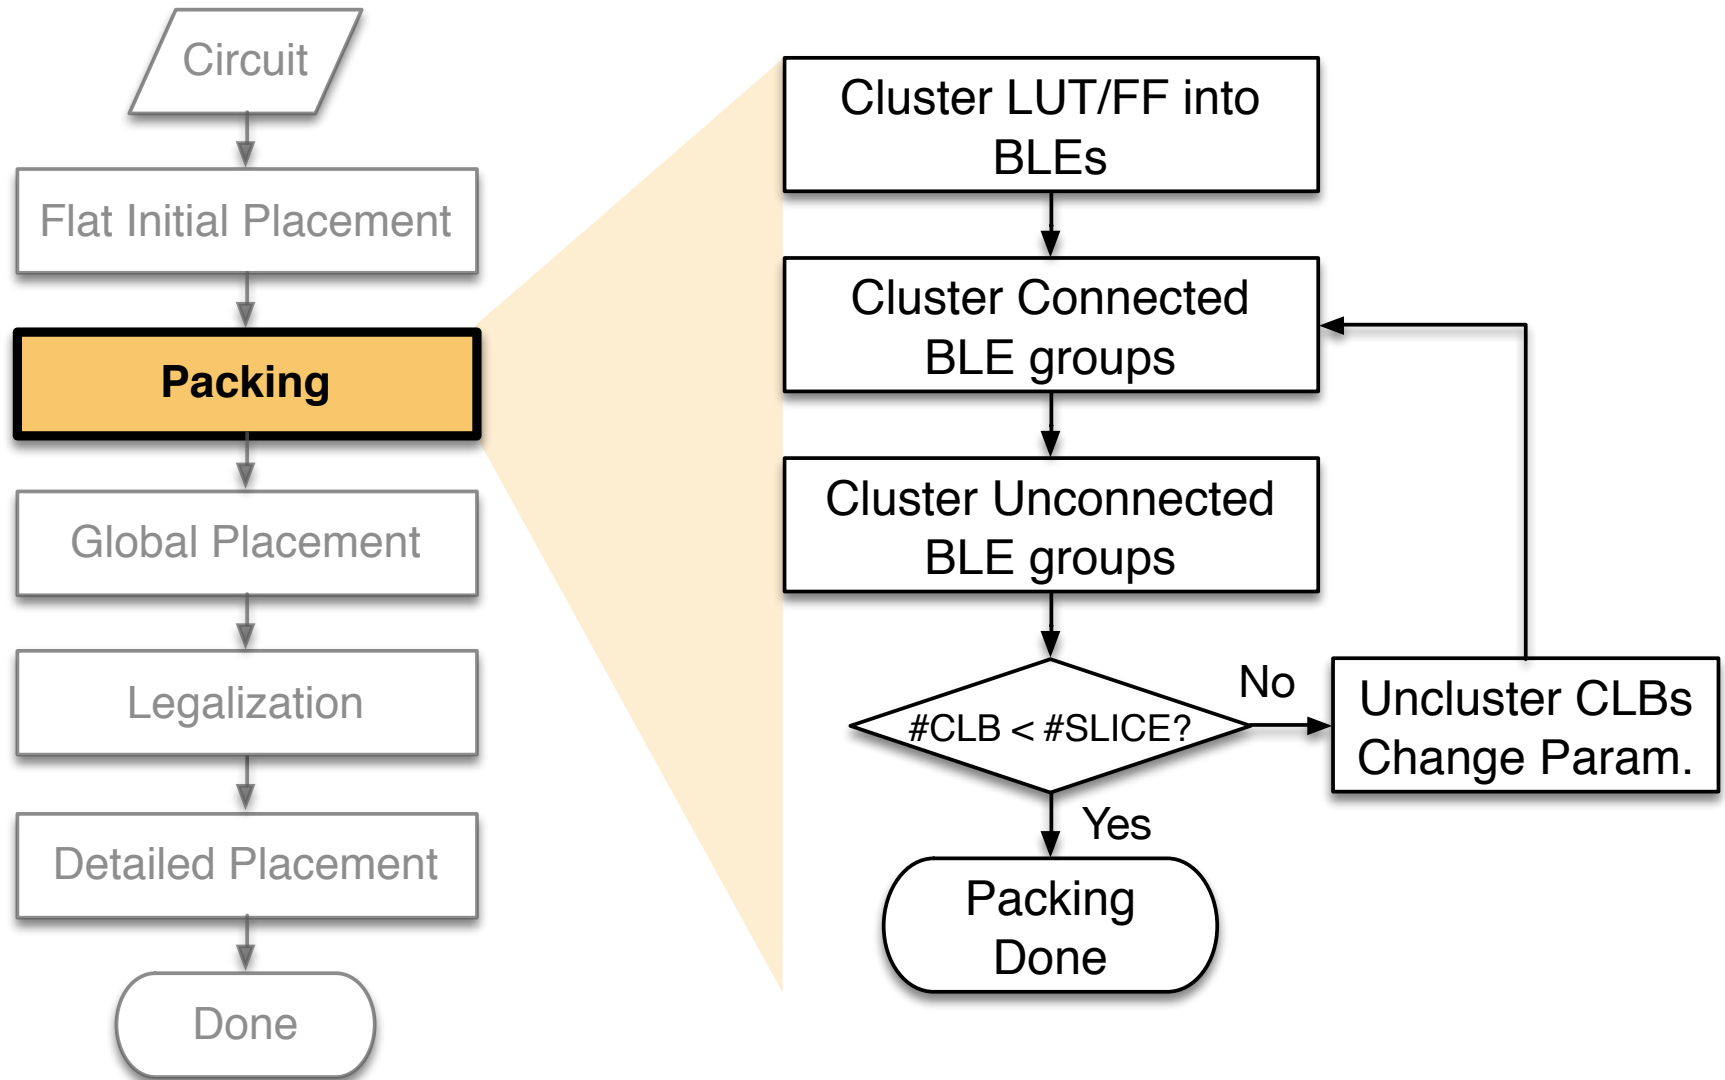 Circuit
Flat Initial Placement
Packing
Global Placement
Legalization
Detailed Placement
Done
Cluster LUT/FF into
BLEs
Cluster Connected
BLE groups
Cluster Unconnected
BLE groups
#CLB < #SLICE?
No
Uncluster CLBs
Change Param.
Yes
Packing
Done